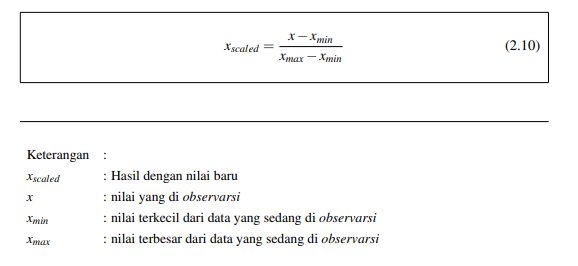 x_{scaled} = \frac{x - x_{min}}{x_{max} - x_{min}} (2.10)
Keterangan :
x_{scaled} : Hasil dengan nilai baru
x : nilai yang di observarsi
x_{min} : nilai terkecil dari data yang sedang di observarsi
x_{max} : nilai terbesar dari data yang sedang di observarsi